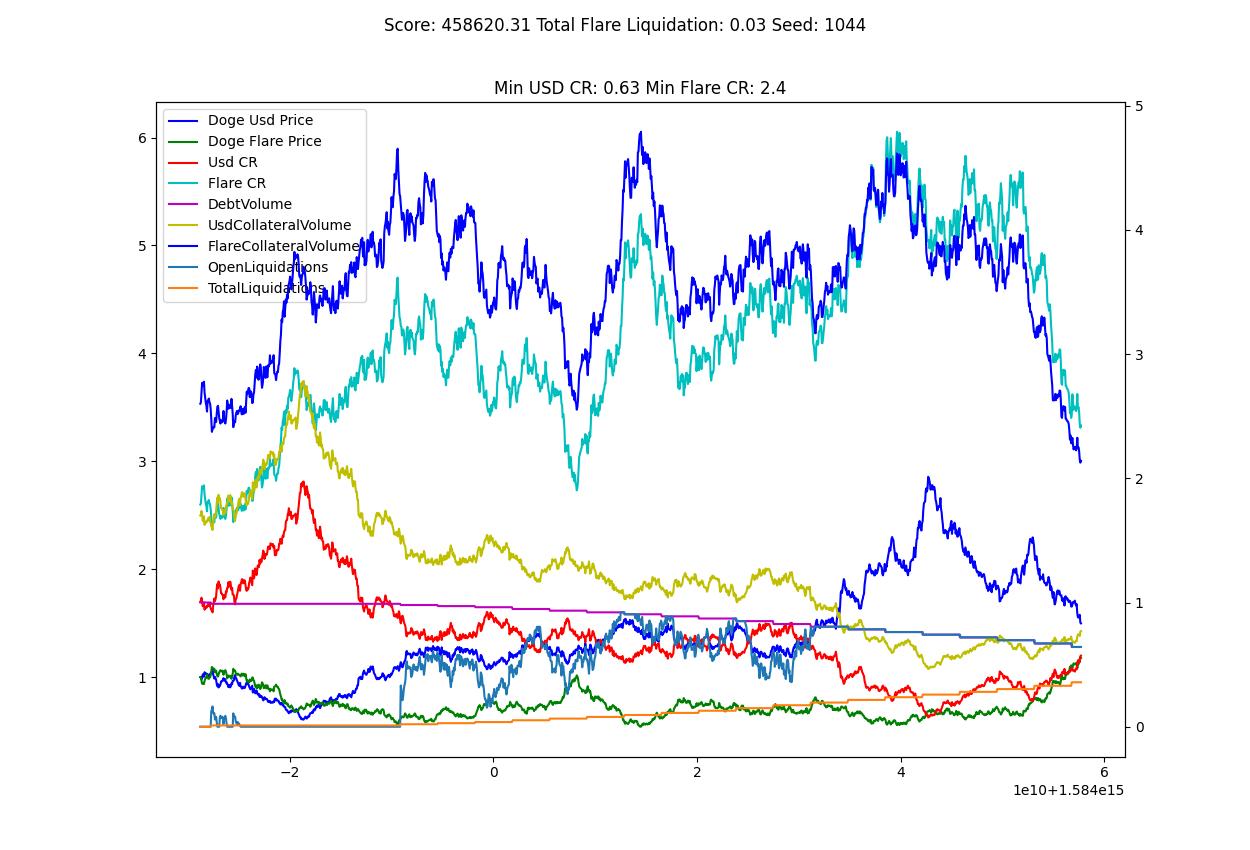 Score: 458620.31 Total Flare Liquidation: 0.03 Seed: 1044
Min USD CR: 0.63 Min Flare CR: 2.4
Doge Usd Price
Doge Flare Price
Usd CR
Flare CR
DebtVolume
UsdCollateralVolume
FlareCollateralVolume
OpenLiquidations
TotalLiquidations
6
5
4
3
2
1
5
4
3
2
1
0
−2
0
2
4
6
1e10+1.584e15